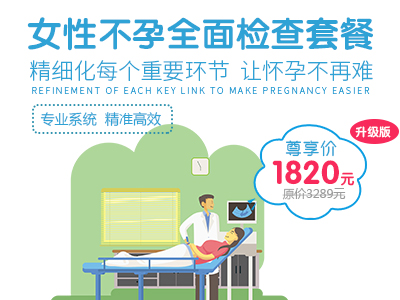 女性不孕全面检查套餐
精细化每个重要环节 让怀孕不再难
REFINEMENT OF EACH KEY LINK TO MAKE PREGNANCY EASIER
专业系统 精准高效
升级版
尊享价
1820元
原价3289元